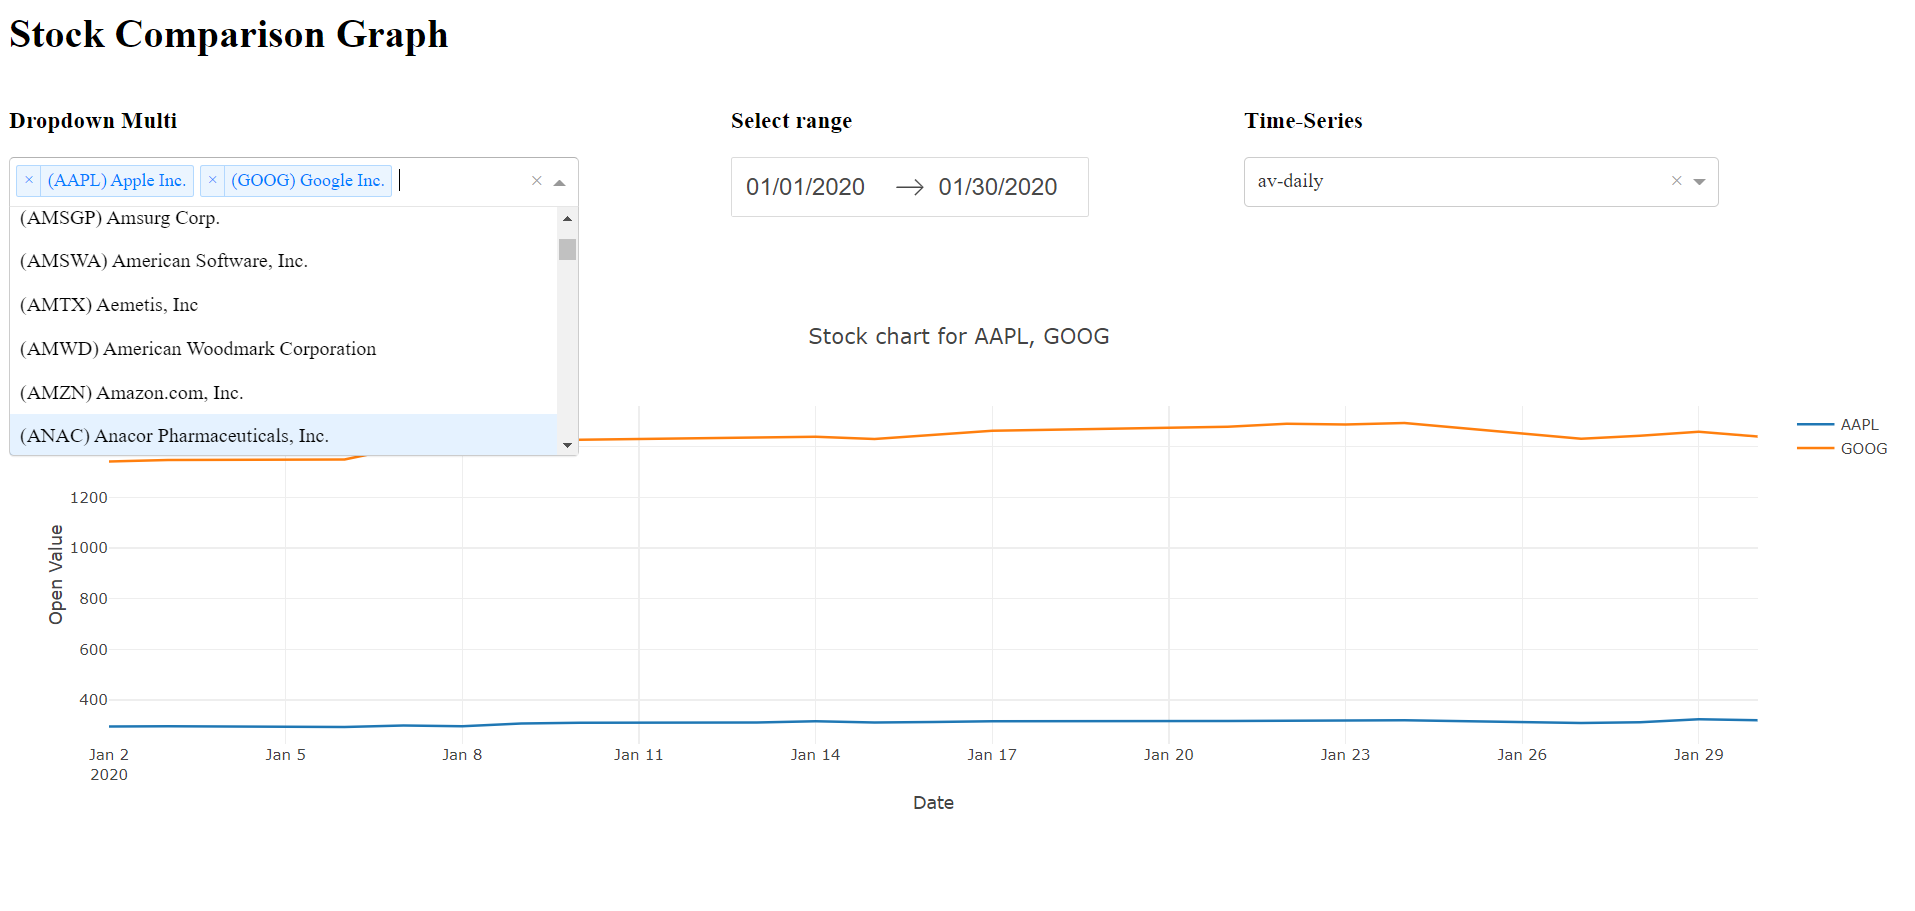 Stock Comparison Graph
Dropdown Multi
Select range
Time-Series
× (AAPL) Apple Inc. × (GOOG) Google Inc. ×
01/01/2020 → 01/30/2020
av-daily ×
(AMSGP) Amsurg Corp.
(AMSWA) American Software, Inc.
(AMTX) Aemetis, Inc
(AMWD) American Woodmark Corporation
(AMZN) Amazon.com, Inc.
(ANAC) Anacor Pharmaceuticals, Inc.
Stock chart for AAPL, GOOG
AAPL
GOOG
1200
1000
800
600
400
Open Value
Jan 2
2020
Jan 5
Jan 8
Jan 11
Jan 14
Jan 17
Jan 20
Jan 23
Jan 26
Jan 29
Date